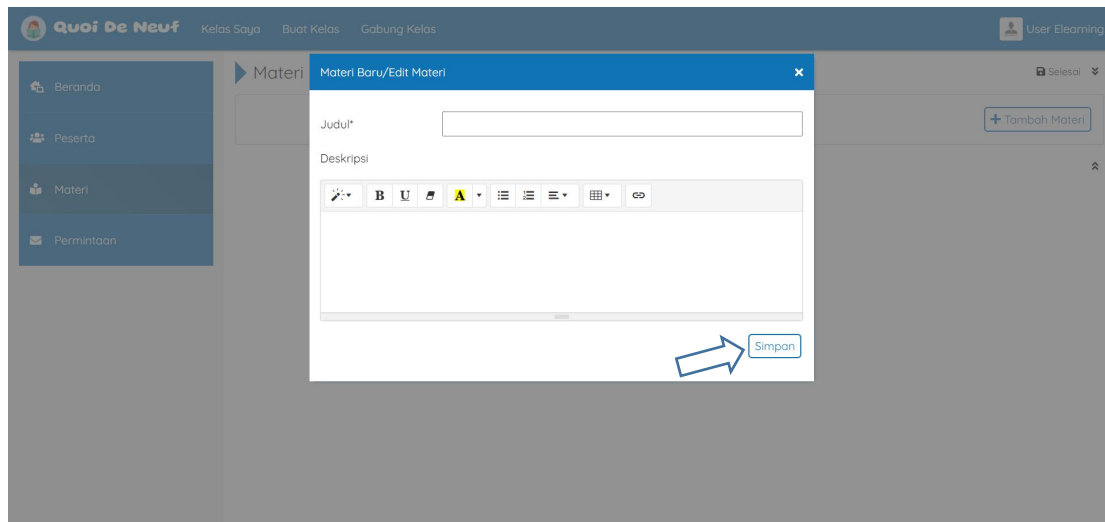 Quoi De Neuf Kelas Saya Buat Kelas Gabung Kelas User Elearning
Beranda
Peserta
Materi
Permintaan
Materi
Selesai
Tambah Materi
Materi Baru/Edit Materi
Judul*
Deskripsi
B U A
Simpan